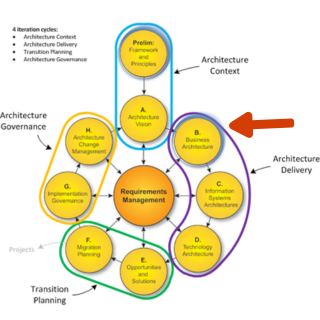 4 iteration cycles:
• Architecture Context
• Architecture Delivery
• Transition Planning
• Architecture Governance
Prelim:
Framework
and
Principles
Architecture
Context
A.
Architecture
Vision
Architecture
Governance
H.
Architecture
Change
Management
B.
Business
Architecture
Architecture
Delivery
G.
Implementation
Governance
Requirements
Management
C.
Information
Systems
Architectures
Projects
F.
Migration
Planning
D.
Technology
Architecture
E.
Opportunities
and
Solutions
Transition
Planning